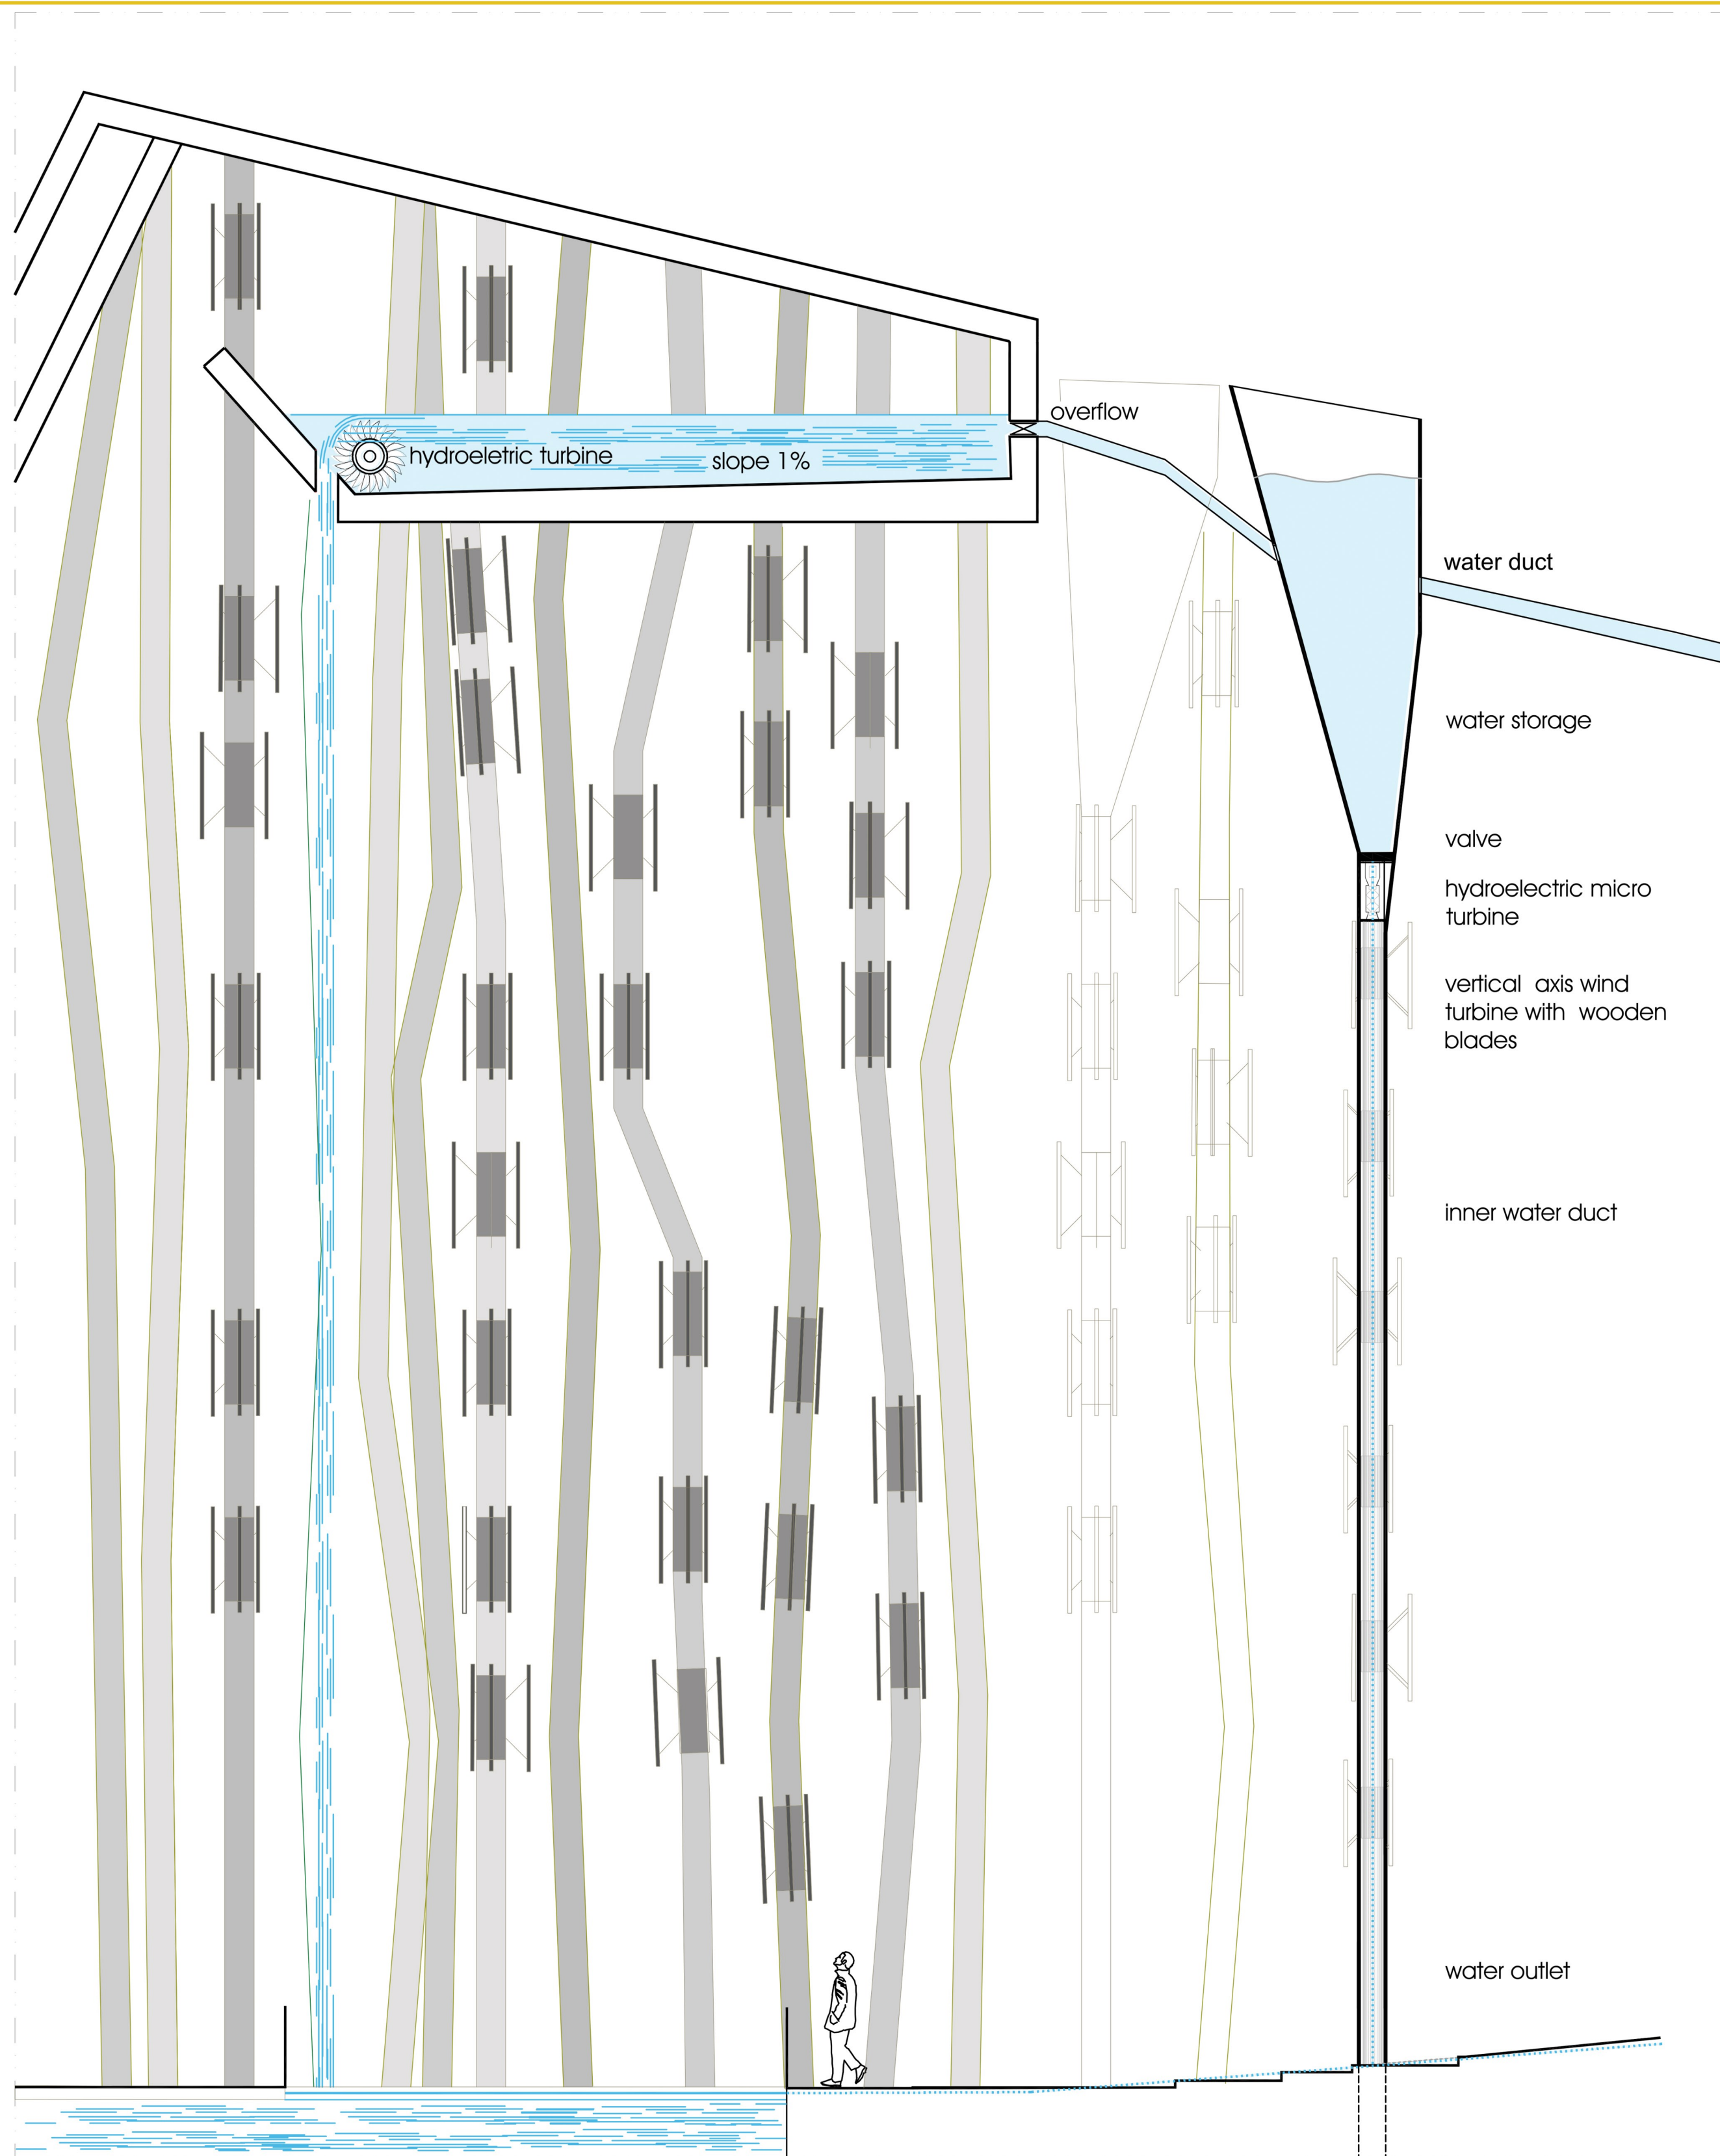 overflow
hydroeletric turbine
slope 1%
water duct
water storage
valve
hydroelectric micro
turbine
vertical axis wind
turbine with wooden
blades
inner water duct
water outlet